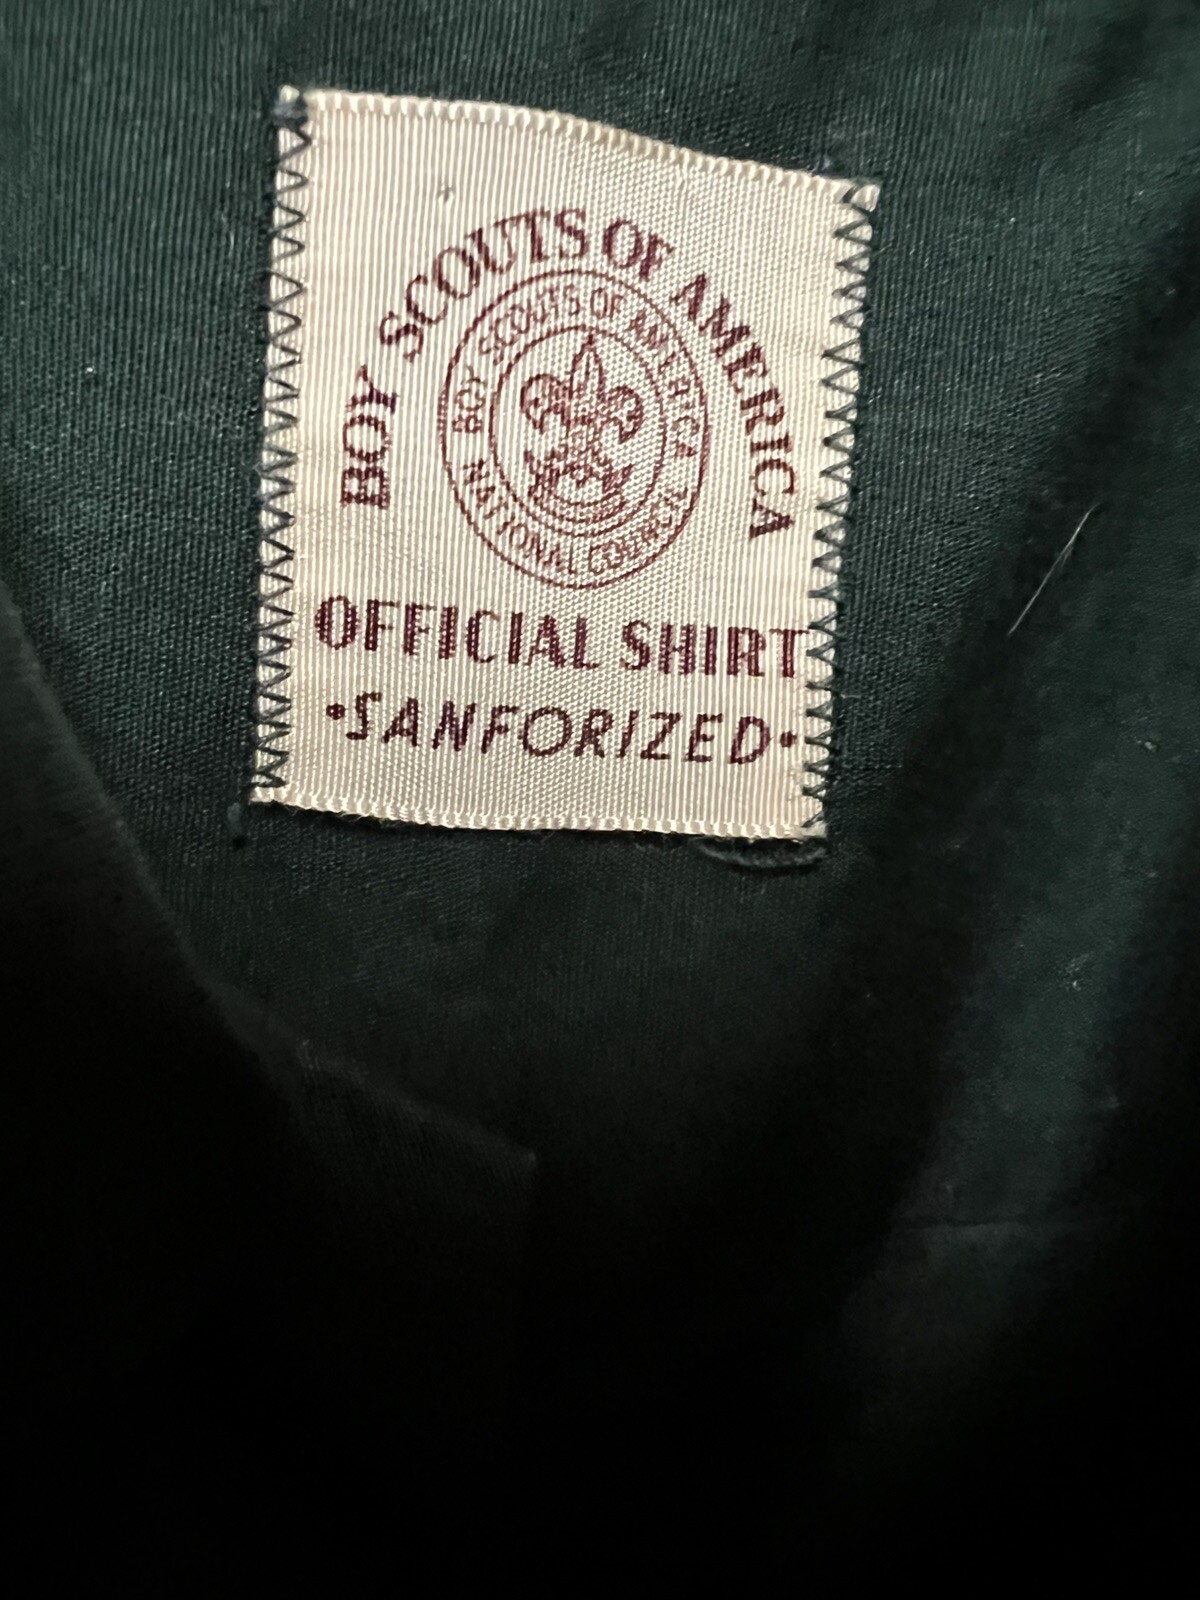 BOY SCOUTS OF AMERICA
BOY SCOUTS OF AMERICA
NATIONAL COUNCIL
OFFICIAL SHIRT
•SANFORIZED•